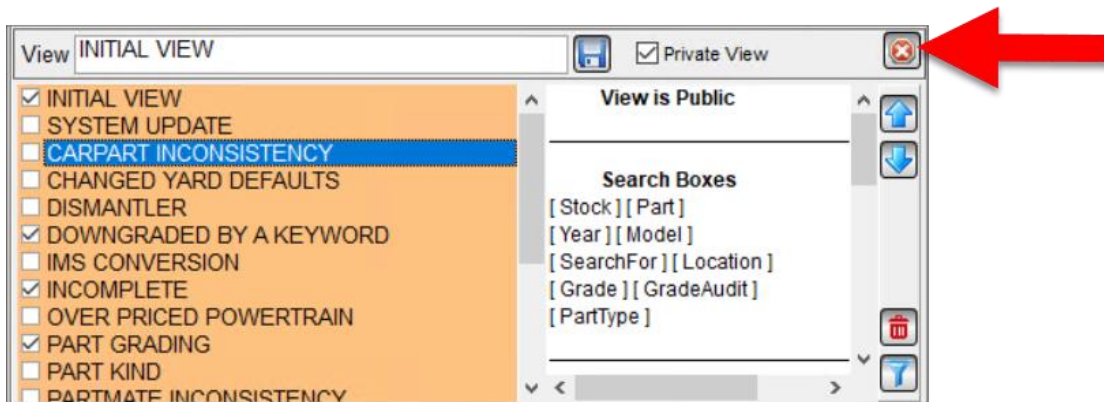 View INITIAL VIEW Private View
INITIAL VIEW
SYSTEM UPDATE
CARPART INCONSISTENCY
CHANGED YARD DEFAULTS
DISMANTLER
DOWNGRADED BY A KEYWORD
IMS CONVERSION
INCOMPLETE
OVER PRICED POWERTRAIN
PART GRADING
PART KIND
PARTMATE INCONSISTENCY
View is Public
Search Boxes
[ Stock ] [ Part ]
[ Year ] [ Model ]
[ SearchFor ] [ Location ]
[ Grade ] [ GradeAudit ]
[ PartType ]